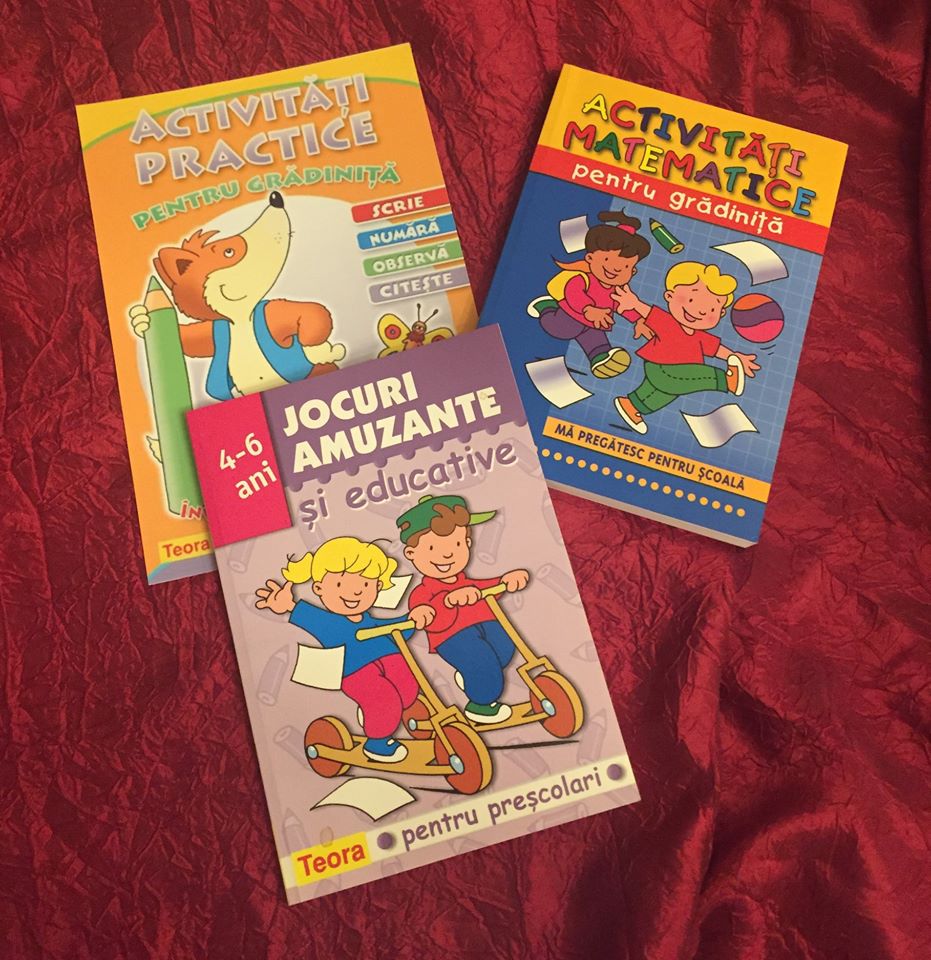 ACTIVITĂȚI
PRACTICE
PENTRU GRĂDINIȚĂ
SCRIE
NUMĂRĂ
OBSERVĂ
CITEȘTE
Teora
ACTIVITĂȚI
MATEMATICE
pentru grădiniță
MĂ PREGĂTESC PENTRU ȘCOALĂ
4-6
ani
JOCURI
AMUZANTE
și educative
Teora
pentru preșcolari